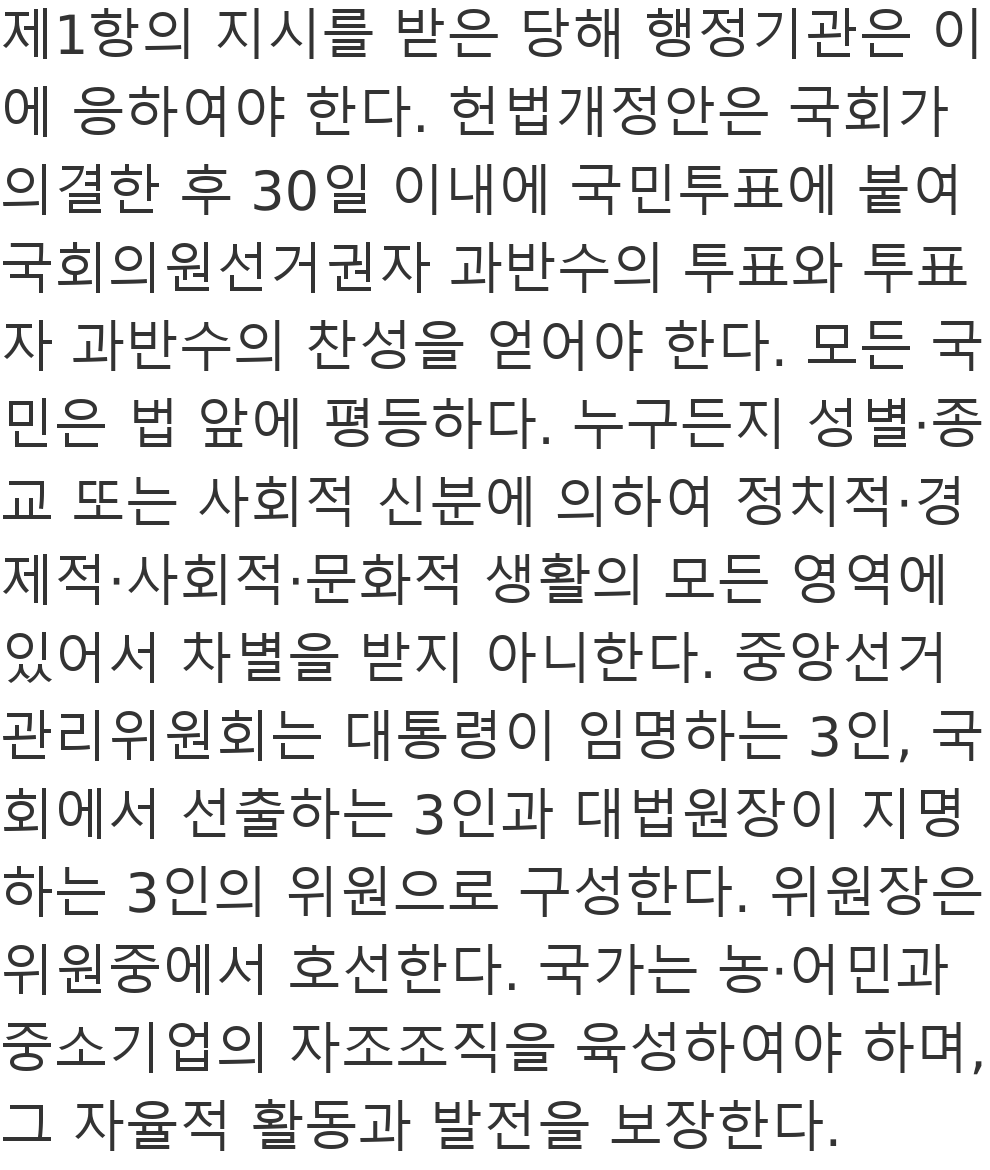 제1항의 지시를 받은 당해 행정기관은 이
에 응하여야 한다. 헌법개정안은 국회가
의결한 후 30일 이내에 국민투표에 붙여
국회의원선거권자 과반수의 투표와 투표
자 과반수의 찬성을 얻어야 한다. 모든 국
민은 법 앞에 평등하다. 누구든지 성별·종
교 또는 사회적 신분에 의하여 정치적·경
제적·사회적·문화적 생활의 모든 영역에
있어서 차별을 받지 아니한다. 중앙선거
관리위원회는 대통령이 임명하는 3인, 국
회에서 선출하는 3인과 대법원장이 지명
하는 3인의 위원으로 구성한다. 위원장은
위원중에서 호선한다. 국가는 농·어민과
중소기업의 자조조직을 육성하여야 하며,
그 자율적 활동과 발전을 보장한다.